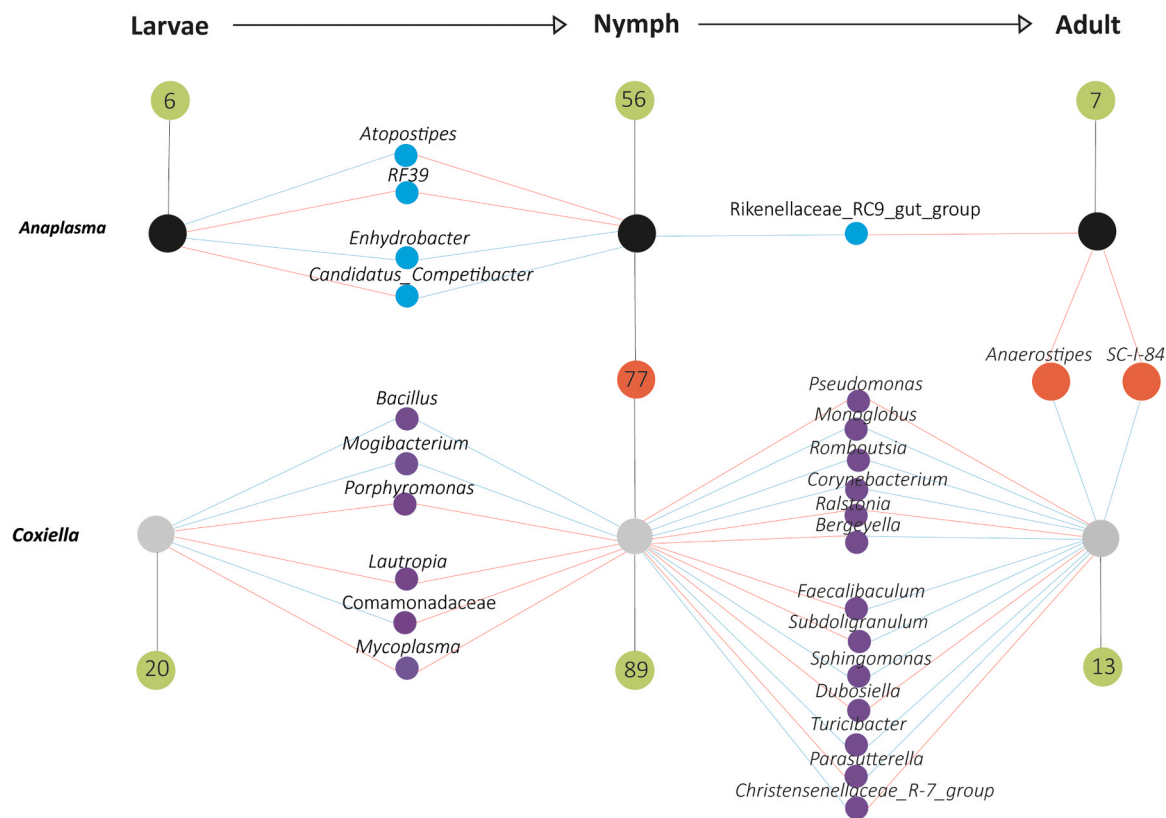 Larvae
Nymph
Adult
6
56
7
Atopostipes
RF39
Anaplasma
Rikenellaceae_RC9_gut_group
Enhydrobacter
Candidatus_Competibacter
77
Anaerostipes
SC-I-84
Bacillus
Mogibacterium
Porphyromonas
Pseudomonas
Monoglobus
Romboutsia
Corynebacterium
Ralstonia
Bergeyella
Coxiella
Lautropia
Comamonadaceae
Mycoplasma
Faecalibaculum
Subdoligranulum
Sphingomonas
Dubosiella
Turicibacter
Parasutterella
Christensenellaceae_R-7_group
20
89
13